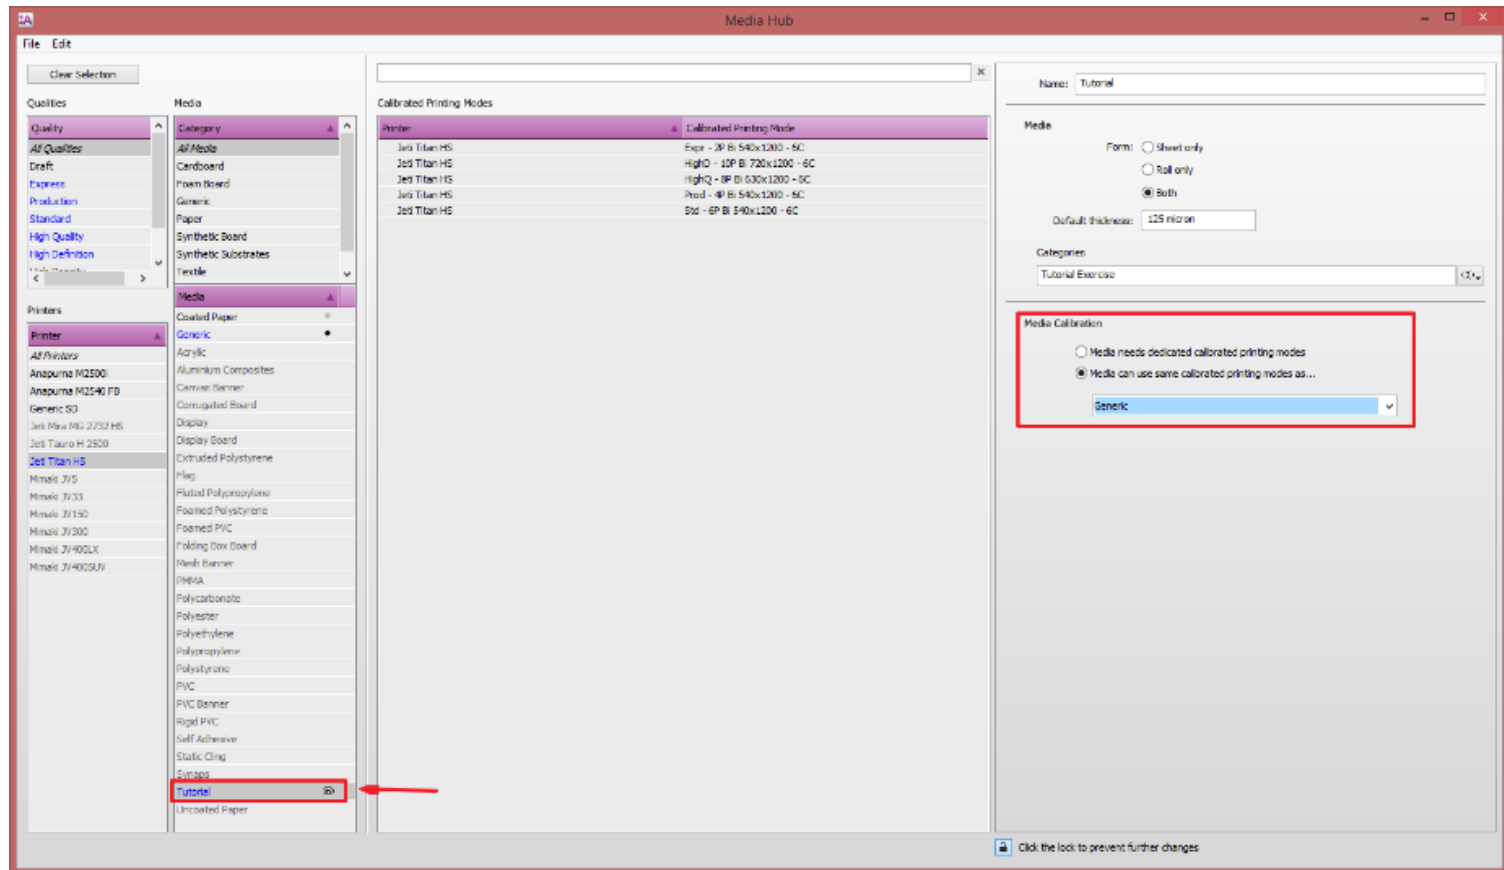 Media Hub
File Edit
Clear Selection
Qualities
Quality
All Qualities
Draft
Express
Production
Standard
High Quality
High Definition
Printers
Printer
All Printers
Anapurna M2500i
Anapurna M2540 FB
Generic SD
Jeti Mira MG 2732 HS
Jeti Tauro H 2500
Jeti Titan HS
Mimaki JV5
Mimaki JV33
Mimaki JV150
Mimaki JV300
Mimaki JV400LX
Mimaki JV400SUV
Media
Category
All Media
Cardboard
Foam Board
Generic
Paper
Synthetic Board
Synthetic Substrates
Textile
Media
Coated Paper
Generic
Acrylic
Aluminium Composites
Canvas Banner
Corrugated Board
Display
Display Board
Extruded Polystyrene
Flag
Fluted Polypropylene
Foamed Polystyrene
Foamed PVC
Folding Box Board
Mesh Banner
PMMA
Polycarbonate
Polyester
Polyethylene
Polypropylene
Polystyrene
PVC
PVC Banner
Rigid PVC
Self Adhesive
Static Cling
Synaps
Tutorial
Uncoated Paper
Calibrated Printing Modes
Printer Calibrated Printing Mode
Jeti Titan HS Expr - 2P Bi 540x1200 - 6C
Jeti Titan HS HighD - 10P Bi 720x1200 - 6C
Jeti Titan HS HighQ - 8P Bi 630x1200 - 6C
Jeti Titan HS Prod - 4P Bi 540x1200 - 6C
Jeti Titan HS Std - 6P Bi 540x1200 - 6C
Name: Tutorial
Media
Form: Sheet only
Roll only
Both
Default thickness: 125 micron
Categories
Tutorial Exercise
Media Calibration
Media needs dedicated calibrated printing modes
Media can use same calibrated printing modes as...
Generic
Click the lock to prevent further changes